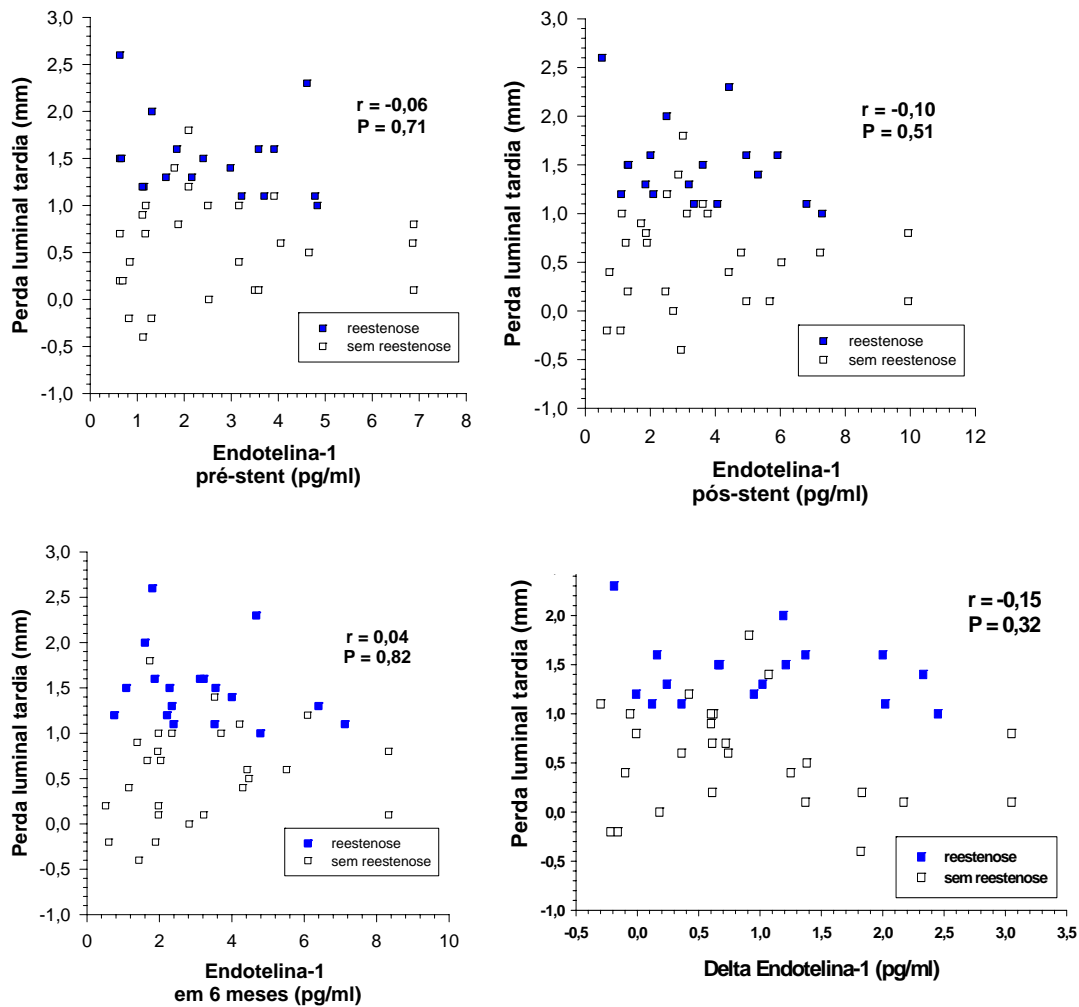 3,0
2,5
2,0
1,5
1,0
0,5
0,0
-0,5
-1,0
Perda luminal tardia (mm)
r = -0,06
P = 0,71
reestenose
sem reestenose
0 1 2 3 4 5 6 7 8
Endotelina-1
pré-stent (pg/ml)
3,0
2,5
2,0
1,5
1,0
0,5
0,0
-0,5
-1,0
Perda luminal tardia (mm)
r = -0,10
P = 0,51
reestenose
sem reestenose
0 2 4 6 8 10 12
Endotelina-1
pós-stent (pg/ml)
3,0
2,5
2,0
1,5
1,0
0,5
0,0
-0,5
-1,0
Perda luminal tardia (mm)
r = 0,04
P = 0,82
reestenose
sem reestenose
0 2 4 6 8 10
Endotelina-1
em 6 meses (pg/ml)
2,0
1,5
1,0
0,5
0,0
-0,5
-1,0
Perda luminal tardia (mm)
r = -0,15
P = 0,32
reestenose
sem reestenose
-0,5 0,0 0,5 1,0 1,5 2,0 2,5 3,0 3,5
Delta Endotelina-1 (pg/ml)